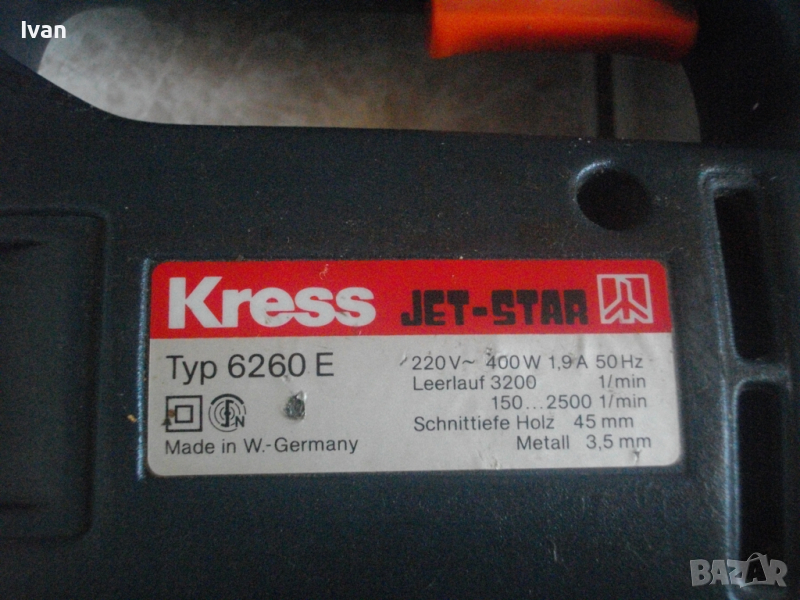 Ivan
Kress JET-STAR
Typ 6260 E
220V~ 400W 1,9A 50Hz
Leerlauf 3200 1/min
150...2500 1/min
Schnittiefe Holz 45 mm
Metall 3,5 mm
Made in W.-Germany
BAZAR